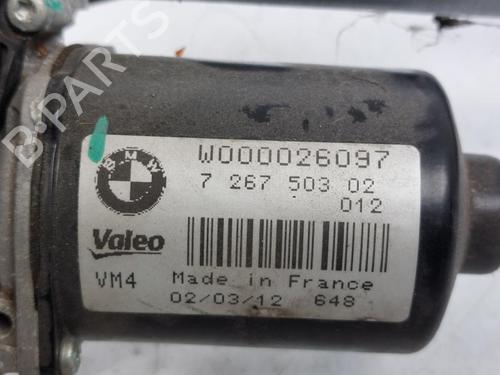 B-PARTS
BMW
W000026097
7 267 503 02
012
Valeo
VM4
Made in France
02/03/12 648